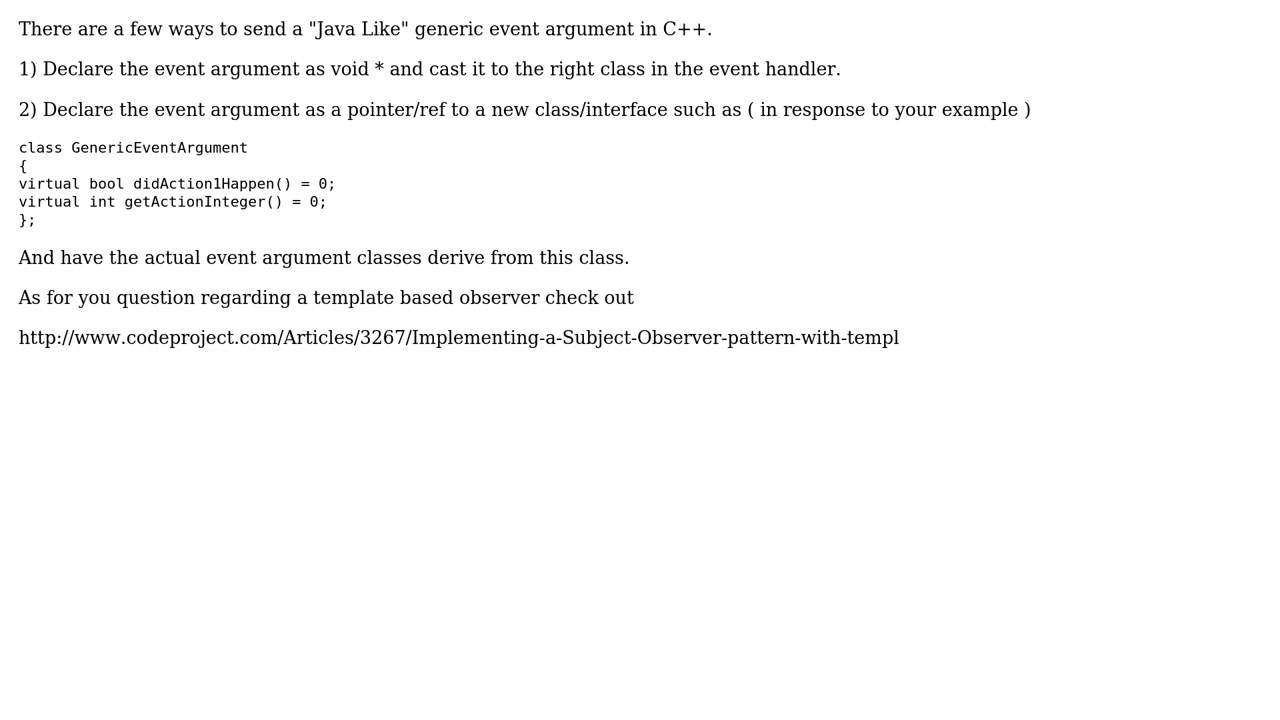 There are a few ways to send a "Java Like" generic event argument in C++.
1) Declare the event argument as void * and cast it to the right class in the event handler.
2) Declare the event argument as a pointer/ref to a new class/interface such as ( in response to your example )
class GenericEventArgument
{
virtual bool didAction1Happen() = 0;
virtual int getActionInteger() = 0;
};
And have the actual event argument classes derive from this class.
As for you question regarding a template based observer check out
http://www.codeproject.com/Articles/3267/Implementing-a-Subject-Observer-pattern-with-templ